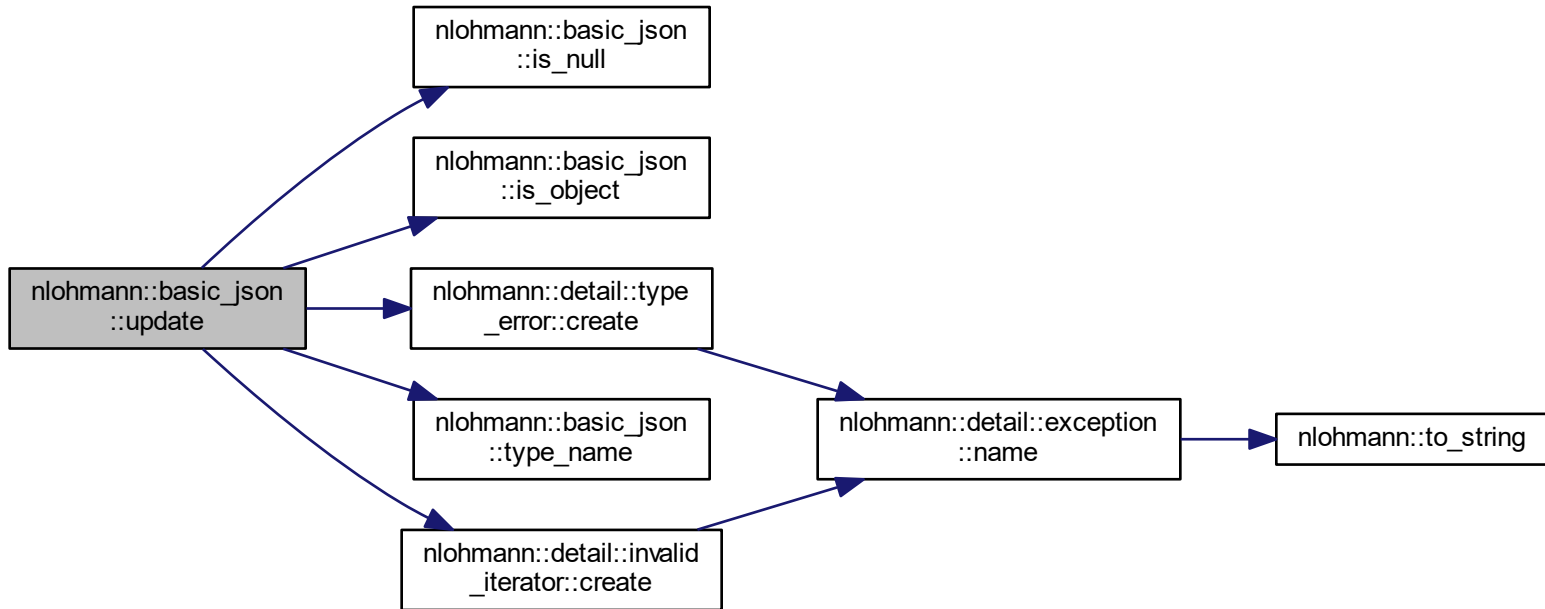 nlohmann::basic_json
::is_null
nlohmann::basic_json
::is_object
nlohmann::basic_json
::update
nlohmann::detail::type
_error::create
nlohmann::basic_json
::type_name
nlohmann::detail::invalid
_iterator::create
nlohmann::detail::exception
::name
nlohmann::to_string